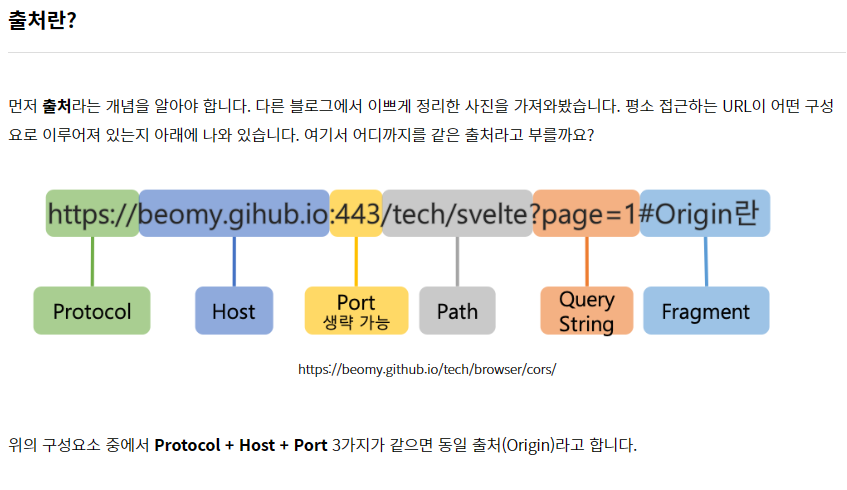 출처란?
먼저 출처라는 개념을 알아야 합니다. 다른 블로그에서 이쁘게 정리한 사진을 가져와봤습니다. 평소 접근하는 URL이 어떤 구성
요로 이루어져 있는지 아래에 나와 있습니다. 여기서 어디까지를 같은 출처라고 부를까요?
https://beomy.gihub.io:443/tech/svelte?page=1#Origin란
Protocol
Host
Port
생략 가능
Path
Query
String
Fragment
https://beomy.github.io/tech/browser/cors/
위의 구성요소 중에서 Protocol + Host + Port 3가지가 같으면 동일 출처(Origin)라고 합니다.